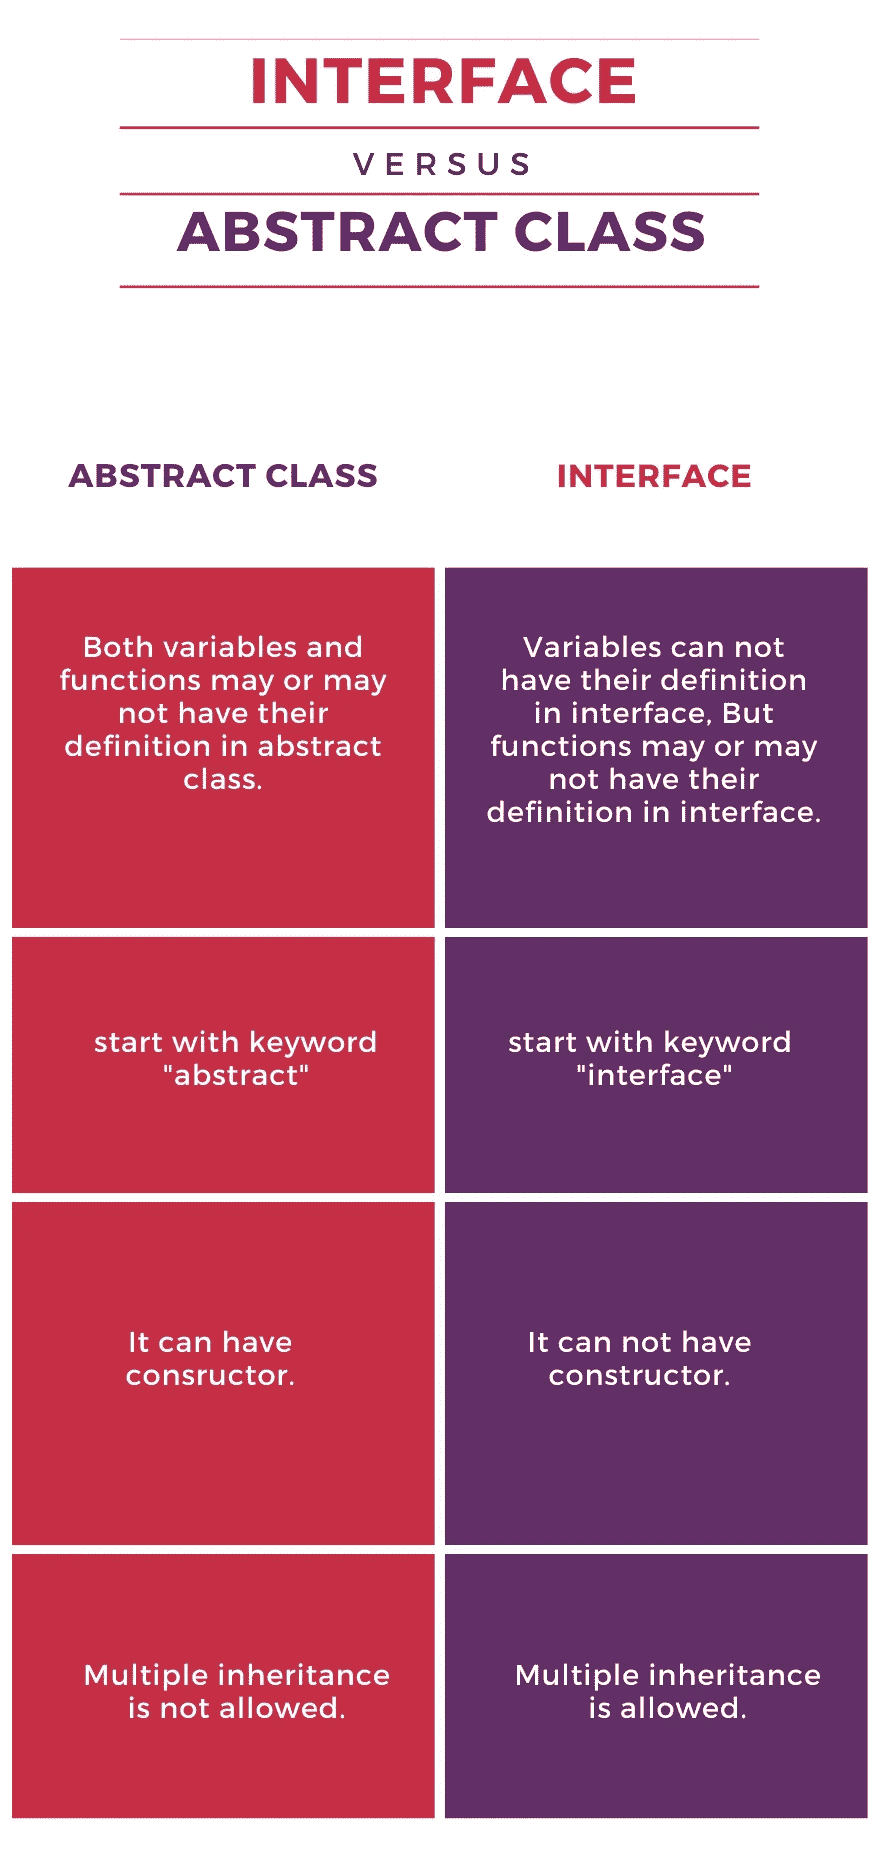 INTERFACE
VERSUS
ABSTRACT CLASS
ABSTRACT CLASS
INTERFACE
Both variables and
functions may or may
not have their
definition in abstract
class.
Variables can not
have their definition
in interface, But
functions may or may
not have their
definition in interface.
start with keyword
"abstract"
start with keyword
"interface"
It can have
consructor.
It can not have
constructor.
Multiple inheritance
is not allowed.
Multiple inheritance
is allowed.